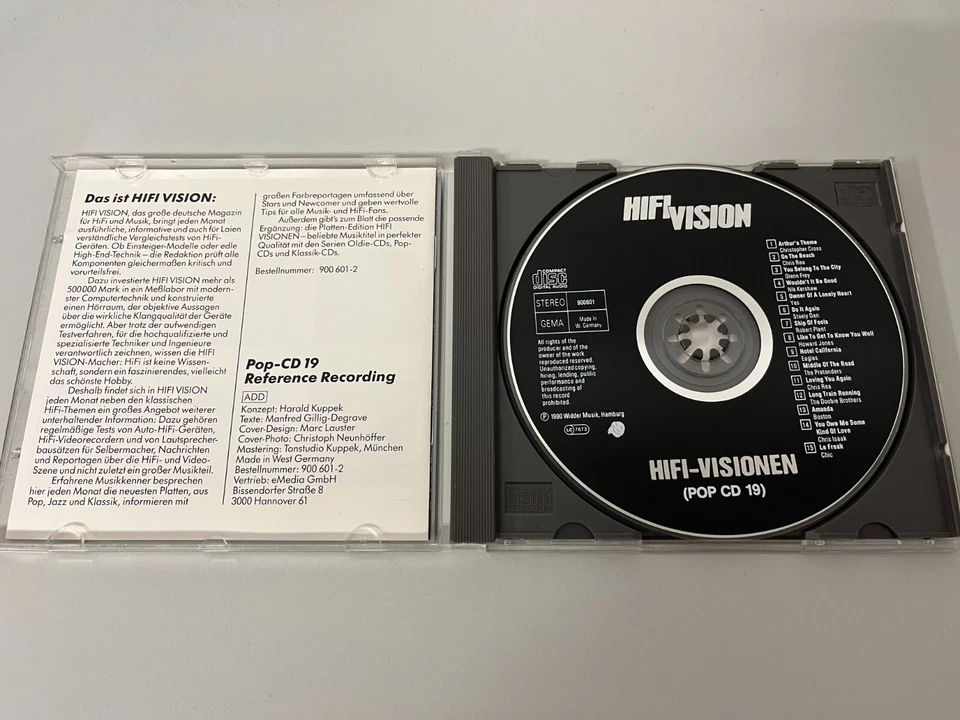 Das ist HIFI VISION:
HIFI VISION, das große deutsche Magazin
für HiFi und Musik, bringt jeden Monat
ausführliche, informative und auch für Laien
verständliche Vergleichstests von HiFi-
Geräten. Ob Einsteiger-Modelle oder edle
High-End-Technik – die Redaktion prüft alle
Komponenten gleichermaßen kritisch und
vorurteilsfrei.
Dazu investierte HIFI VISION mehr als
500 000 Mark in ein Meßlabor mit modern-
ster Computertechnik und konstruierte
einen Hörraum, der objektive Aussagen
über die wirkliche Klangqualität der Geräte
ermöglicht. Aber trotz der aufwendigen
Testverfahren, für die hochqualifizierte und
spezialisierte Techniker und Ingenieure
verantwortlich zeichnen, wissen die HIFI
VISION-Macher: HiFi ist keine Wissen-
schaft, sondern ein faszinierendes, vielleicht
das schönste Hobby.
Deshalb findet sich in HIFI VISION
jeden Monat neben den klassischen
HiFi-Themen ein großes Angebot weiterer
unterhaltender Information: Dazu gehören
regelmäßige Tests von Auto-HiFi-Geräten,
HiFi-Videorecordern und von Lautsprecher-
bausätzen für Selbermacher, Nachrichten
und Reportagen über die HiFi- und Video-
Szene und nicht zuletzt ein großer Musikteil.
Erfahrene Musikkenner besprechen
hier jeden Monat die neuesten Platten, aus
Pop, Jazz und Klassik, informieren mit
großen Farbreportagen umfassend über
Stars und Newcomer und geben wertvolle
Tips für alle Musik- und HiFi-Fans.
Außerdem gibt's zum Blatt die passende
Ergänzung: die Platten-Edition HIFI
VISIONEN – beliebte Musiktitel in perfekter
Qualität mit den Serien Oldie-CDs, Pop-
CDs und Klassik-CDs.
Bestellnummer: 900 601-2
Pop-CD 19
Reference Recording
ADD
Konzept: Harald Kuppek
Texte: Manfred Gillig-Degrave
Cover-Design: Marc Lauster
Cover-Photo: Christoph Neunhöffer
Mastering: Tonstudio Kuppek, München
Made in West Germany
Bestellnummer: 900 601-2
Vertrieb: eMedia GmbH
Bissendorfer Straße 8
3000 Hannover 61
HIFI VISION
COMPACT
disc
DIGITAL AUDIO
STEREO 900601
GEMA Made in W. Germany
All rights of the
producer and of the
owner of the work
reproduced reserved.
Unauthorized copying,
hiring, lending, public
performance and
broadcasting of
this record
prohibited.
℗ 1990 Widder Musik, Hamburg
LC 7673
1 Arthur's Theme
Christopher Cross
2 On The Beach
Chris Rea
3 You Belong To The City
Glenn Frey
4 Wouldn't It Be Good
Nik Kershaw
5 Owner Of A Lonely Heart
Yes
6 Do It Again
Steely Dan
7 Ship Of Fools
Robert Plant
8 Like To Get To Know You Well
Howard Jones
9 Hotel California
Eagles
10 Middle Of The Road
The Pretenders
11 Loving You Again
Chris Rea
12 Long Train Running
The Doobie Brothers
13 Amanda
Boston
14 You Owe Me Some
Kind Of Love
Chris Isaak
15 Le Freak
Chic
HIFI-VISIONEN
(POP CD 19)